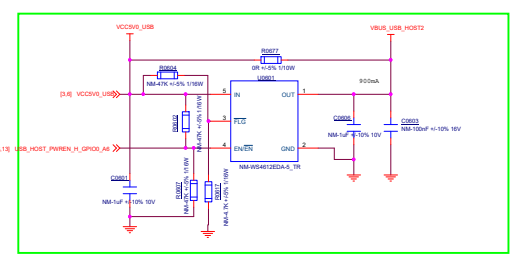 VCC5V0_USB
VBUS_USB_HOST2
R0677
0R +/-5% 1/10W
R0604
NM-47K +/-5% 1/16W
U0601
900mA
[3,6] VCC5V0_USB
5 IN
OUT 1
R0602
NM-47K +/-5% 1/16W
3 FLG
C0606
NM-1uF +/-10% 10V
C0603
NM-100nF +/-10% 16V
,13] USB_HOST_PWREN_H_GPIO0_A6
4 EN/EN
GND 2
NM-WS4612EDA-5_TR
C0601
NM-1uF +/-10% 10V
R0607
NM-47K +/-5% 1/16W
R0617
NM-4.7K +/-5% 1/16W